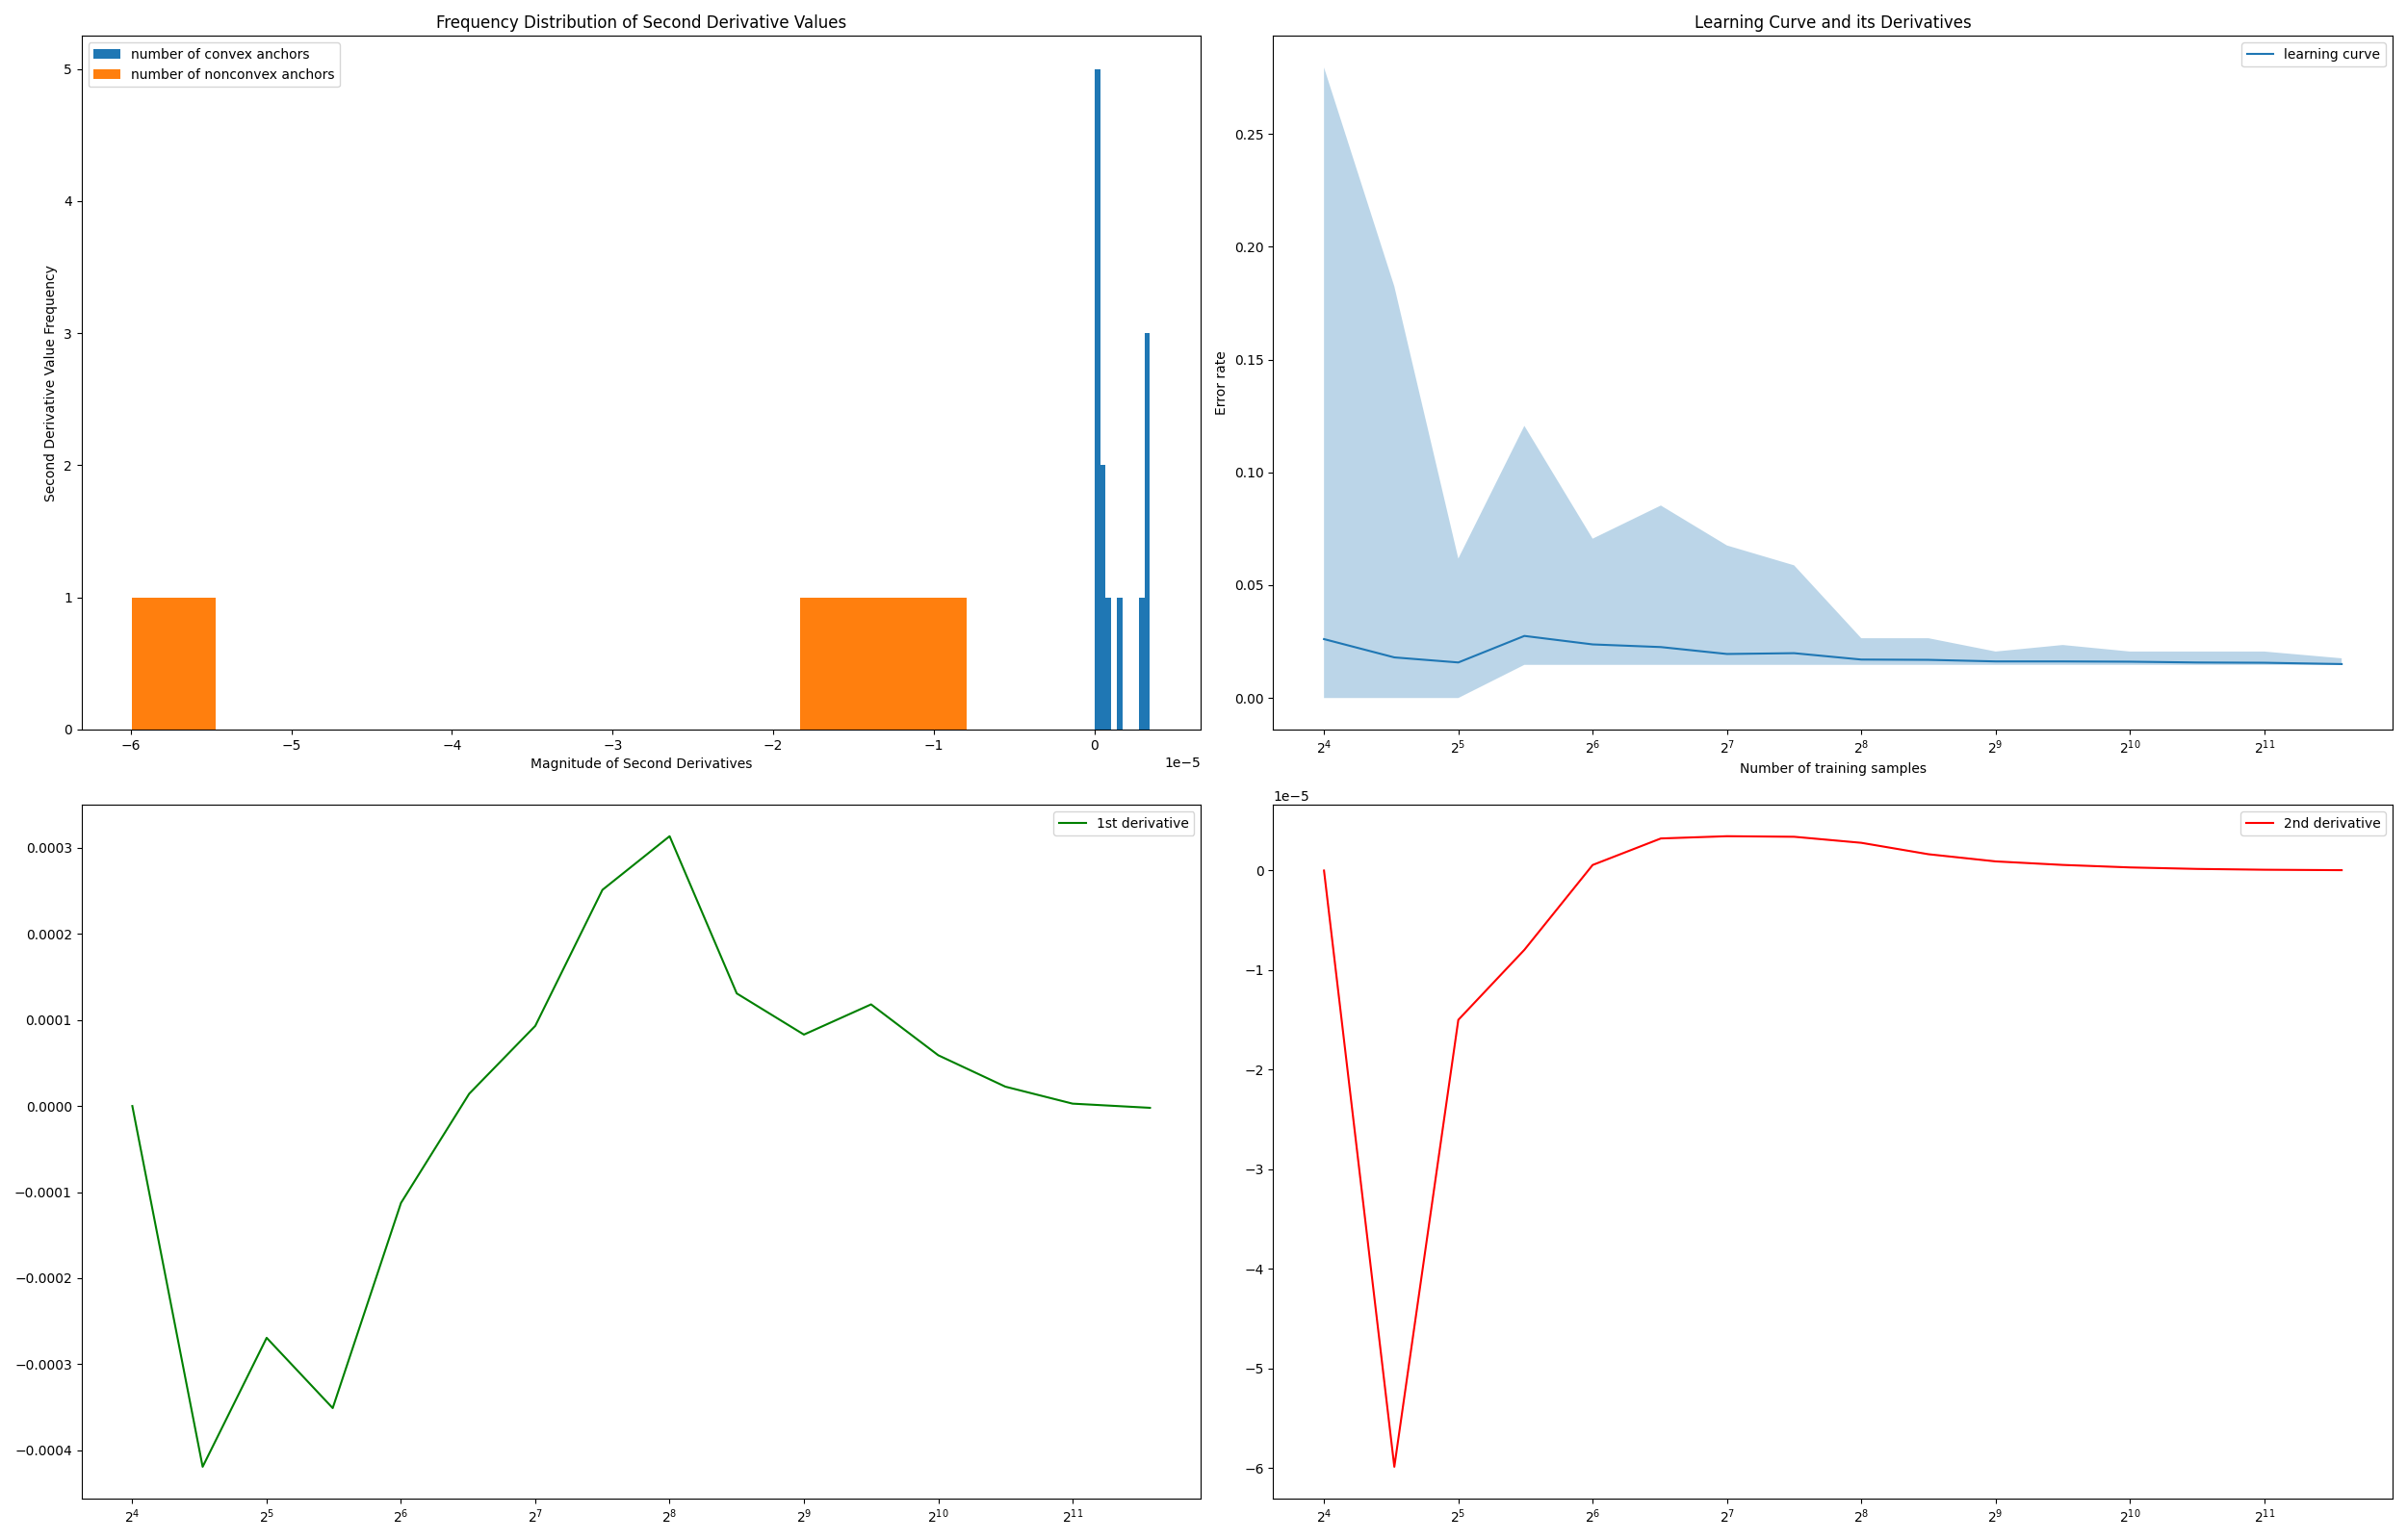 Frequency Distribution of Second Derivative Values
number of convex anchors
number of nonconvex anchors
Second Derivative Value Frequency
5
4
3
2
1
0
−6 −5 −4 −3 −2 −1 0
1e−5
Magnitude of Second Derivatives
Learning Curve and its Derivatives
learning curve
Error rate
0.25
0.20
0.15
0.10
0.05
0.00
2^4 2^5 2^6 2^7 2^8 2^9 2^10 2^11
Number of training samples
1st derivative
0.0003
0.0002
0.0001
0.0000
−0.0001
−0.0002
−0.0003
−0.0004
2^4 2^5 2^6 2^7 2^8 2^9 2^10 2^11
1e−5
2nd derivative
0
−1
−2
−3
−4
−5
−6
2^4 2^5 2^6 2^7 2^8 2^9 2^10 2^11